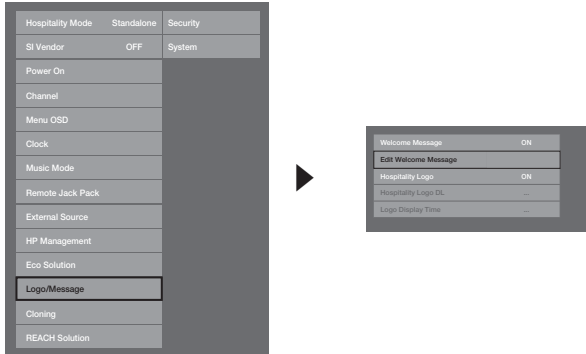 Hospitality Mode Standalone Security
SI Vendor OFF System
Power On
Channel
Menu OSD
Clock
Music Mode
Remote Jack Pack
External Source
HP Management
Eco Solution
Logo/Message
Cloning
REACH Solution
Welcome Message ON
Edit Welcome Message
Hospitality Logo ON
Hospitality Logo DL ...
Logo Display Time ...